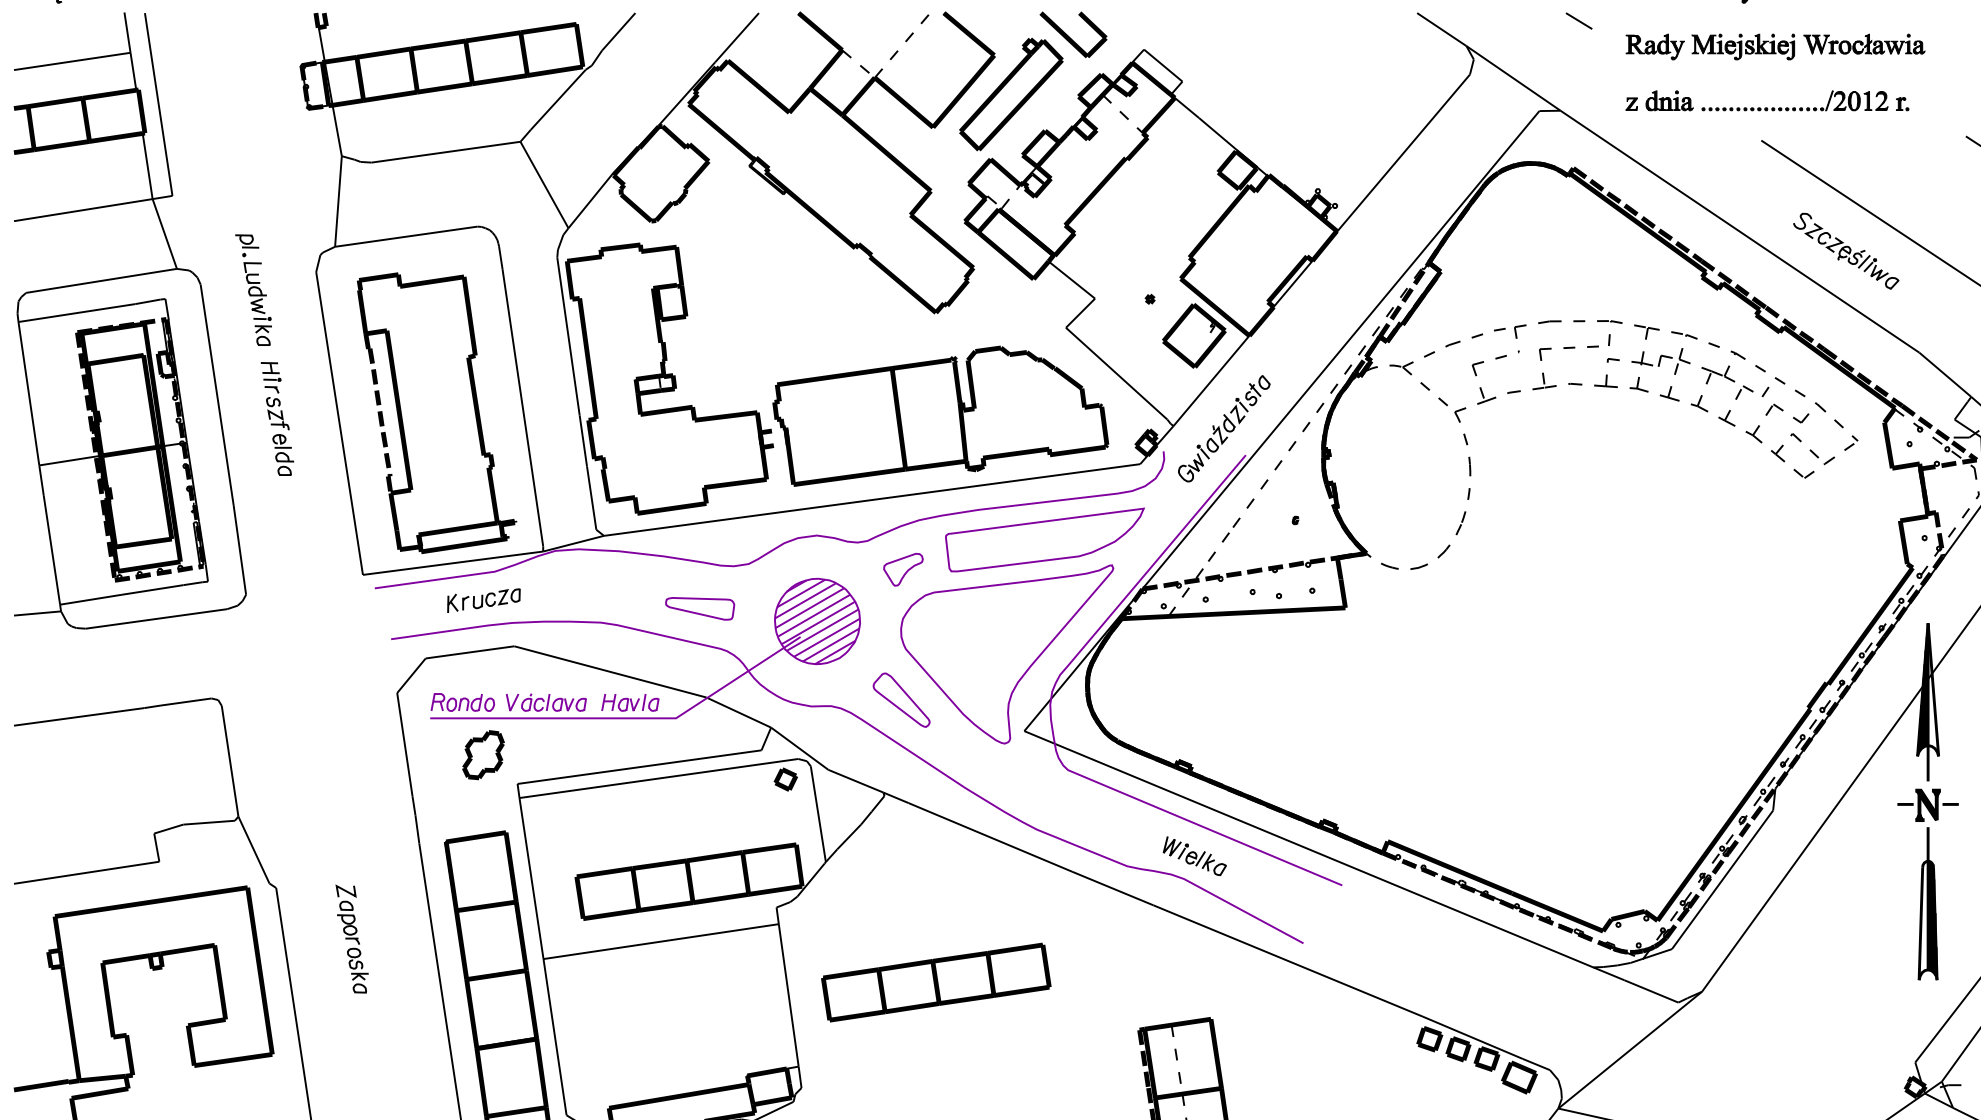 Rady Miejskiej Wrocławia
z dnia ................../2012 r.
Szczęśliwa
pl.Ludwika Hirszfelda
Gwiaździsta
Krucza
Rondo Václava Havla
N
Wielka
Zaporoska